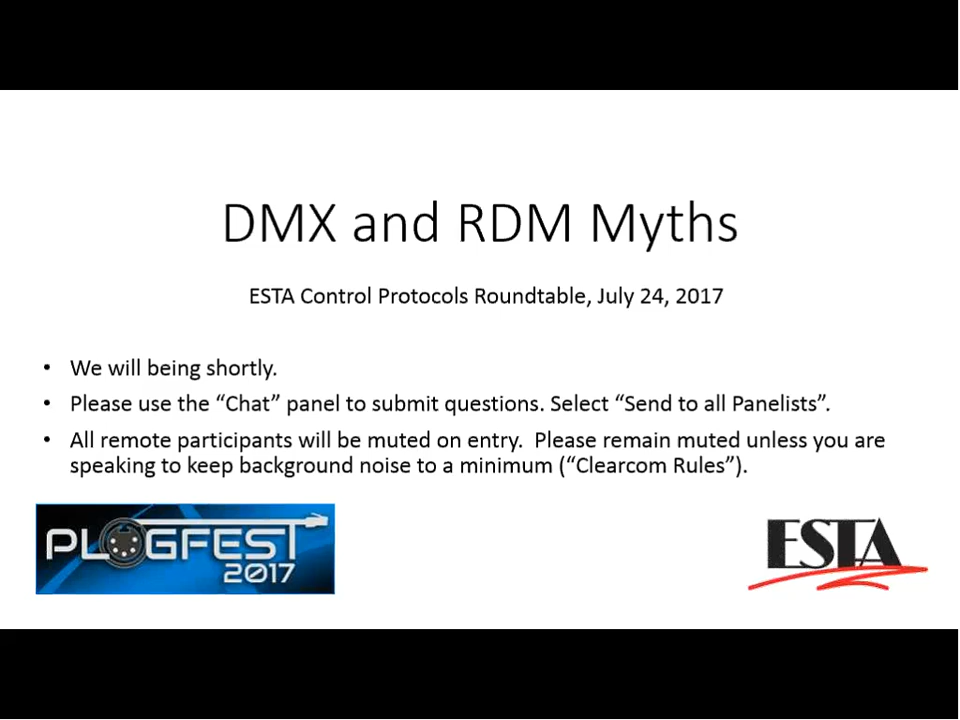 DMX and RDM Myths
ESTA Control Protocols Roundtable, July 24, 2017
• We will being shortly.
• Please use the “Chat” panel to submit questions. Select “Send to all Panelists”.
• All remote participants will be muted on entry. Please remain muted unless you are
speaking to keep background noise to a minimum (“Clearcom Rules”).
PLUGFEST
2017
ESTA